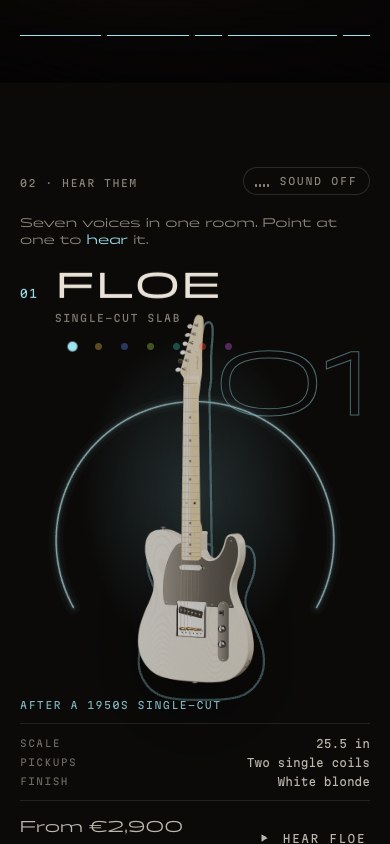 02 · HEAR THEM
SOUND OFF
Seven voices in one room. Point at
one to hear it.
01 FLOE
SINGLE-CUT SLAB
01
AFTER A 1950S SINGLE-CUT
SCALE 25.5 in
PICKUPS Two single coils
FINISH White blonde
From €2,900
HEAR FLOE